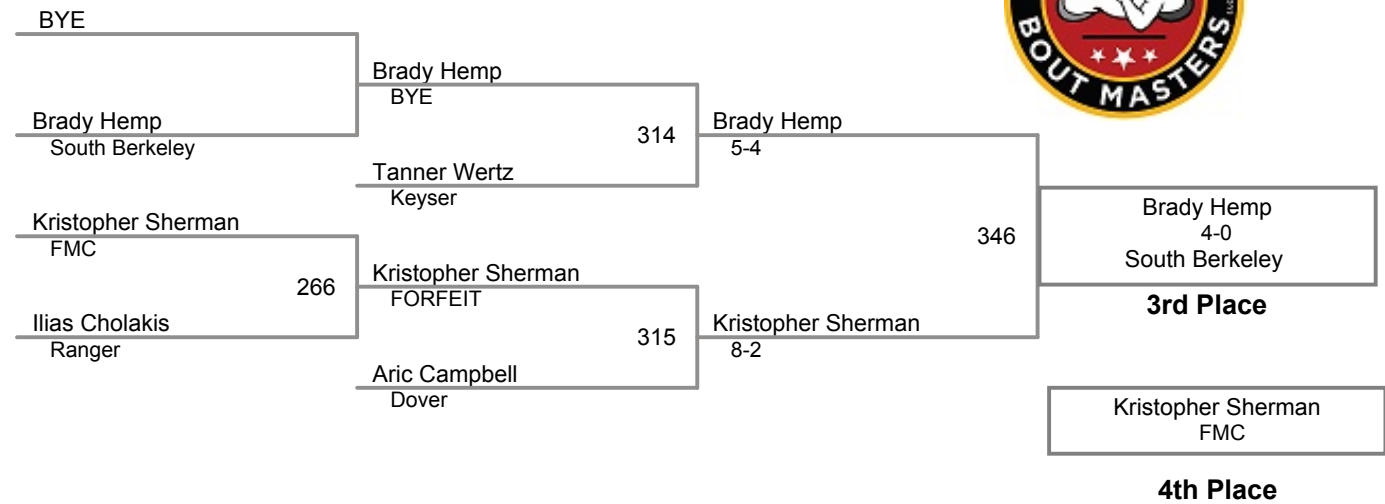 BYE
Brady Hemp
South Berkeley
Kristopher Sherman
FMC
266
Ilias Cholakis
Ranger
Brady Hemp
BYE
314
Tanner Wertz
Keyser
Kristopher Sherman
FORFEIT
315
Aric Campbell
Dover
Brady Hemp
5-4
346
Kristopher Sherman
8-2
BOUT MASTERS
Brady Hemp
4-0
South Berkeley
3rd Place
Kristopher Sherman
FMC
4th Place